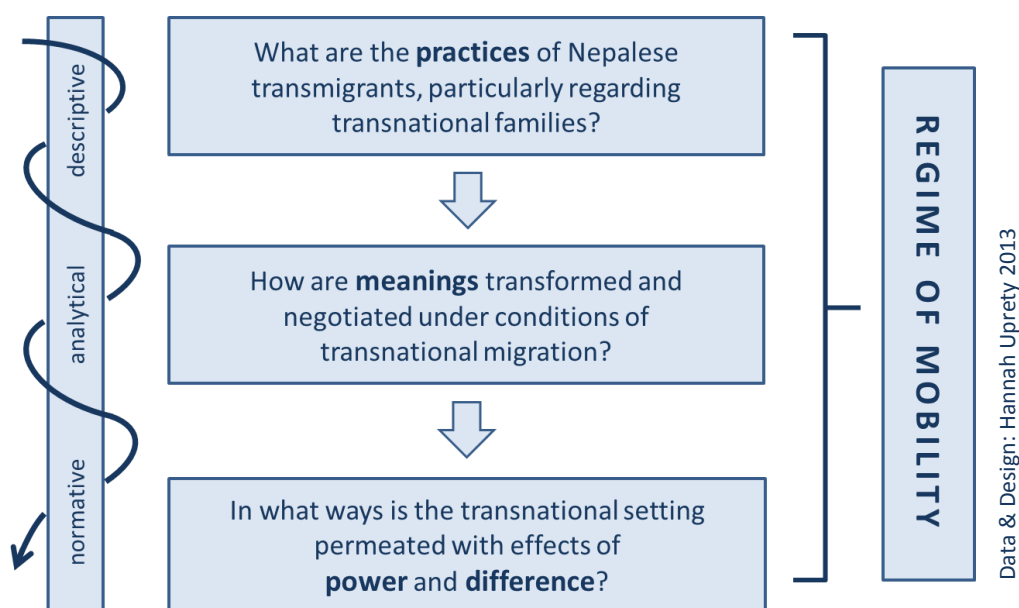 descriptive
analytical
normative
What are the practices of Nepalese
transmigrants, particularly regarding
transnational families?
How are meanings transformed and
negotiated under conditions of
transnational migration?
In what ways is the transnational setting
permeated with effects of
power and difference?
REGIME OF MOBILITY
Data & Design: Hannah Uprety 2013